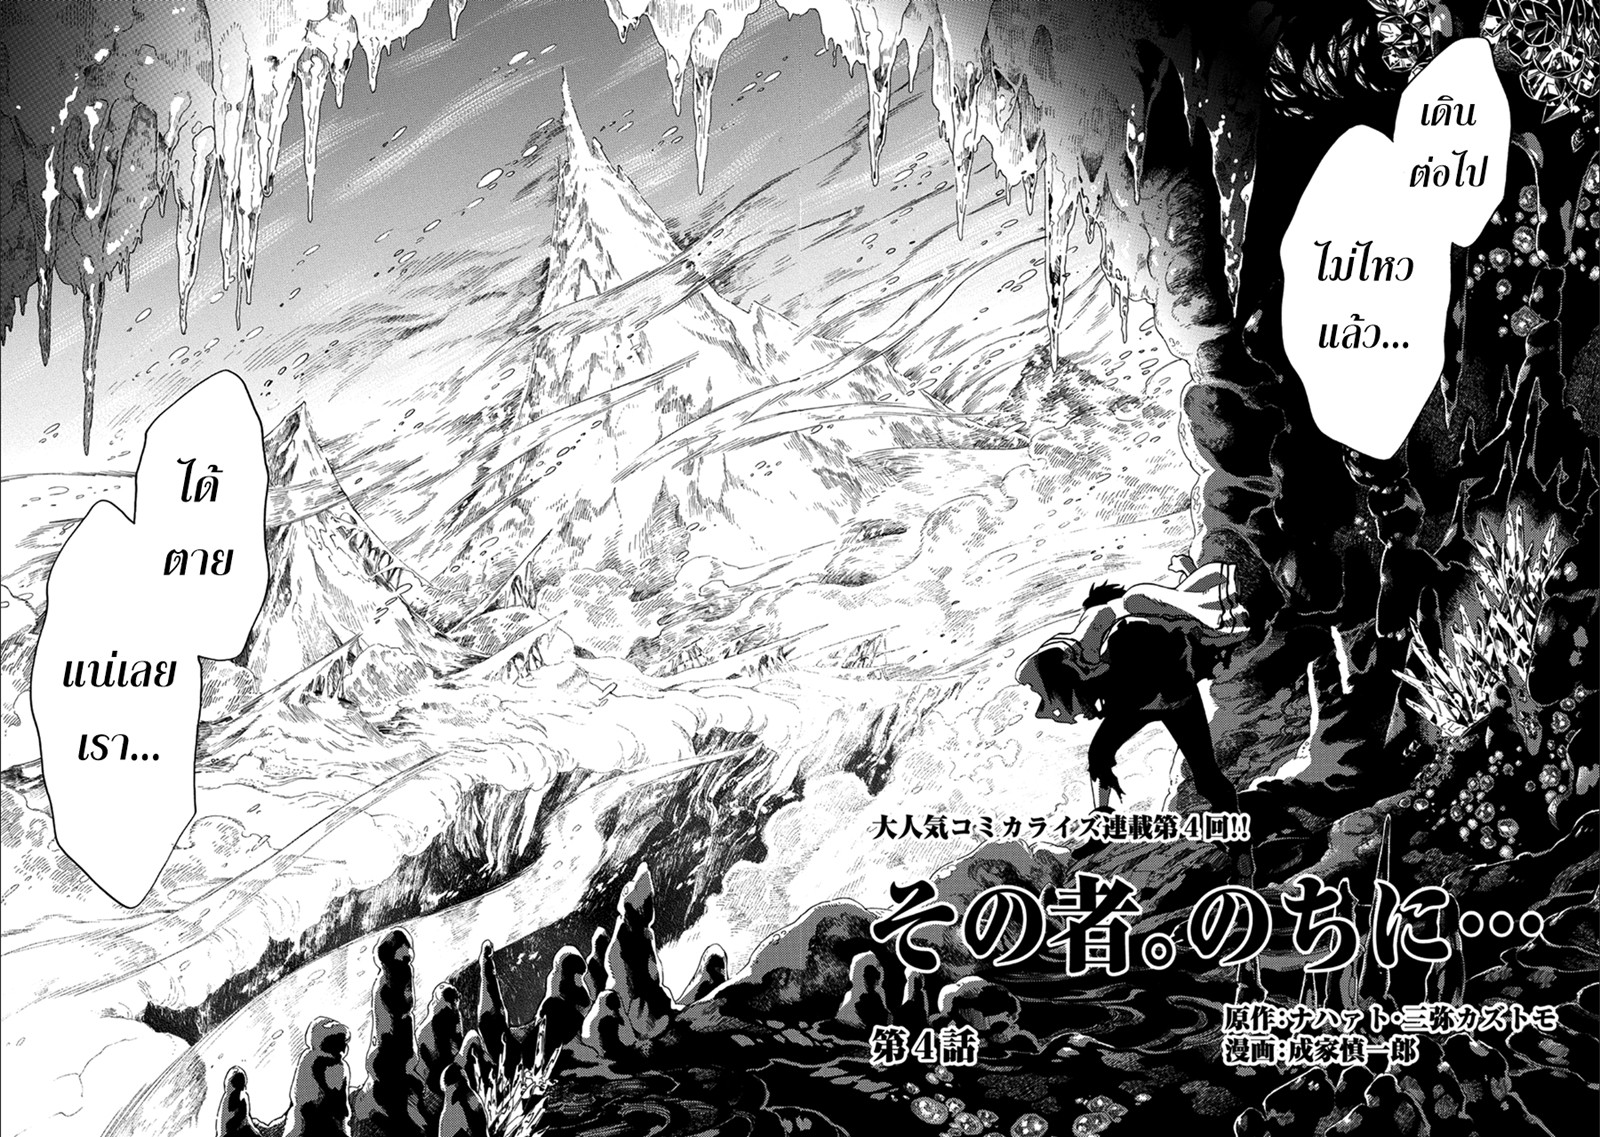 เดิน
ต่อไป
ไม่ไหว
แล้ว...
ได้
ตาย
แน่เลย
เรา...
大人気コミカライズ連載第4回!!
その者。のちに…
第4話
原作:ナハァト・三弥カズトモ
漫画:成家慎一郎